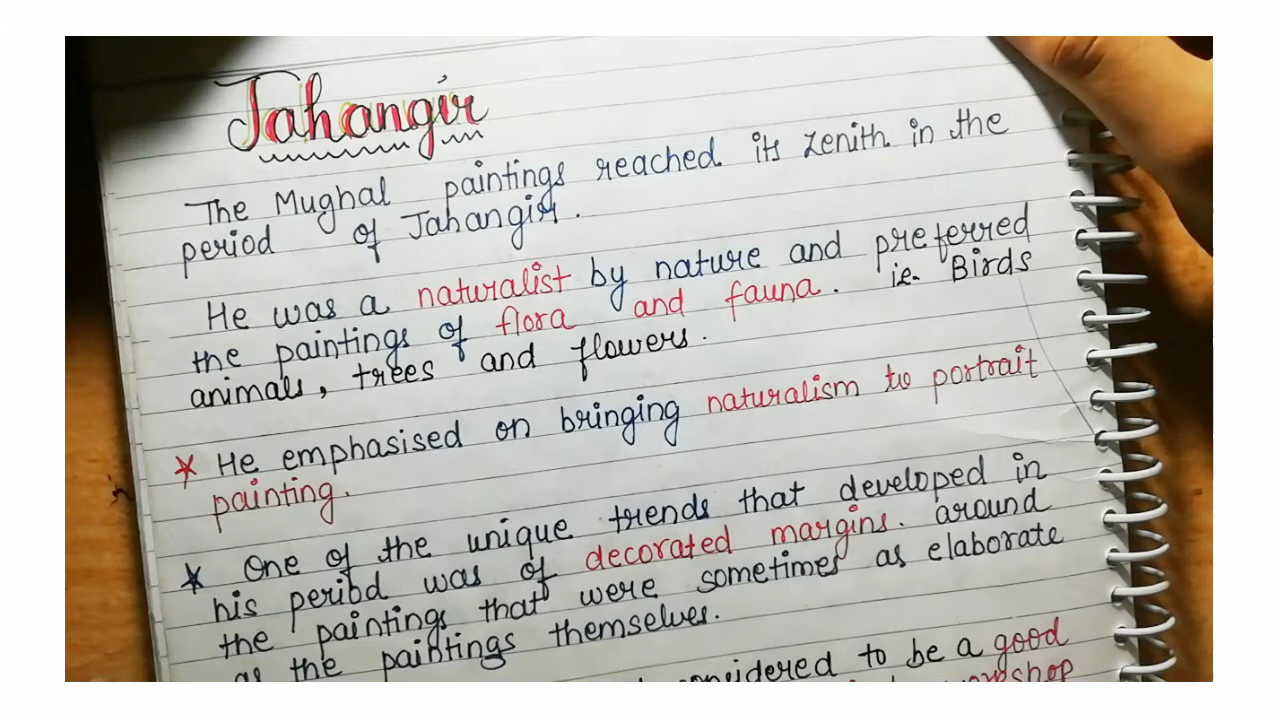 Jahangir
The Mughal paintings reached its zenith in the
period of Jahangir.
He was a naturalist by nature and preferred
the paintings of flora and fauna. ie. Birds
animals, trees and flowers.
* He emphasised on bringing naturalism to portrait
painting.
* One of the unique trends that developed in
his period was of decorated margins. around
the paintings that were sometimes as elaborate
as the paintings themselves.
considered to be a good
workshop